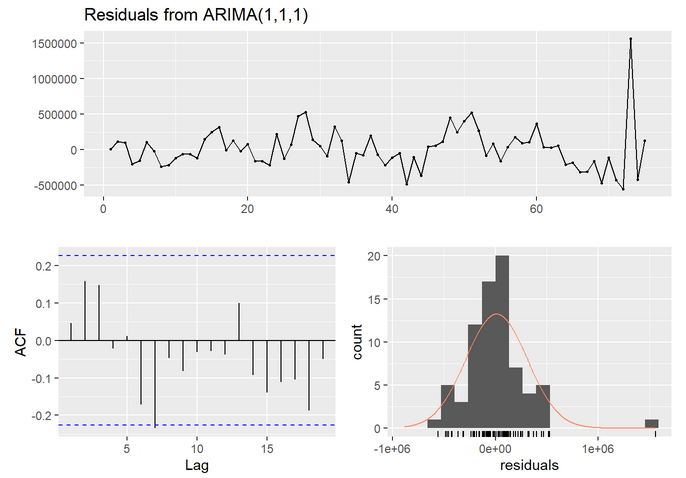 Residuals from ARIMA(1,1,1)
1500000
1000000
500000
0
-500000
0
20
40
60
ACF
0.2
0.1
0.0
-0.1
-0.2
5
10
15
Lag
count
20
15
10
5
0
-1e+06
0e+00
1e+06
residuals